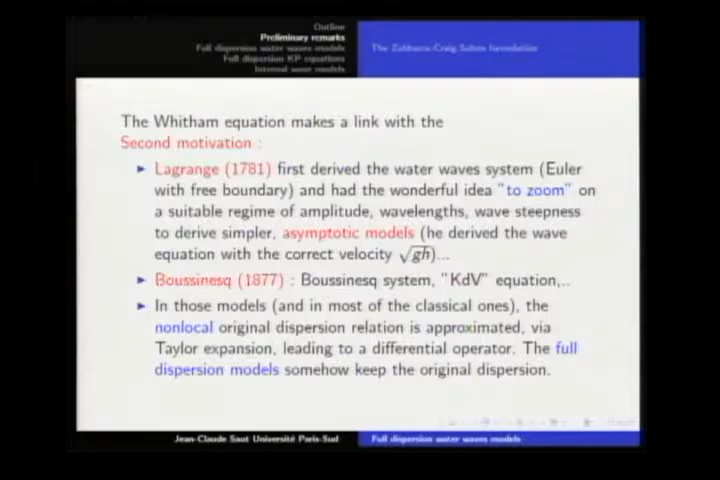 Outline
Preliminary remarks
Full dispersion water waves models
Full dispersion KP equations
Internal wave models
The Zakharov-Craig-Sulem formulation
The Whitham equation makes a link with the
Second motivation :
► Lagrange (1781) first derived the water waves system (Euler
with free boundary) and had the wonderful idea "to zoom" on
a suitable regime of amplitude, wavelengths, wave steepness
to derive simpler, asymptotic models (he derived the wave
equation with the correct velocity √gh)...
► Boussinesq (1877) : Boussinesq system, "KdV" equation,..
► In those models (and in most of the classical ones), the
nonlocal original dispersion relation is approximated, via
Taylor expansion, leading to a differential operator. The full
dispersion models somehow keep the original dispersion.
Jean-Claude Saut Université Paris-Sud
Full dispersion water waves models